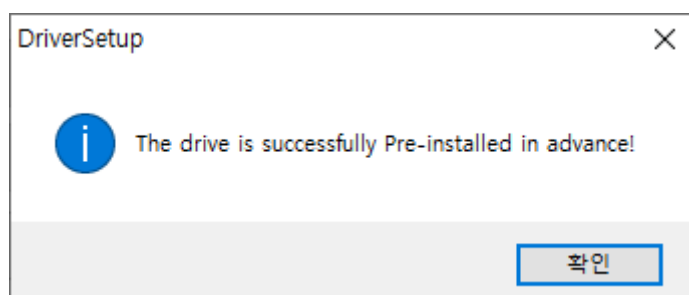 DriverSetup
The drive is successfully Pre-installed in advance!
확인